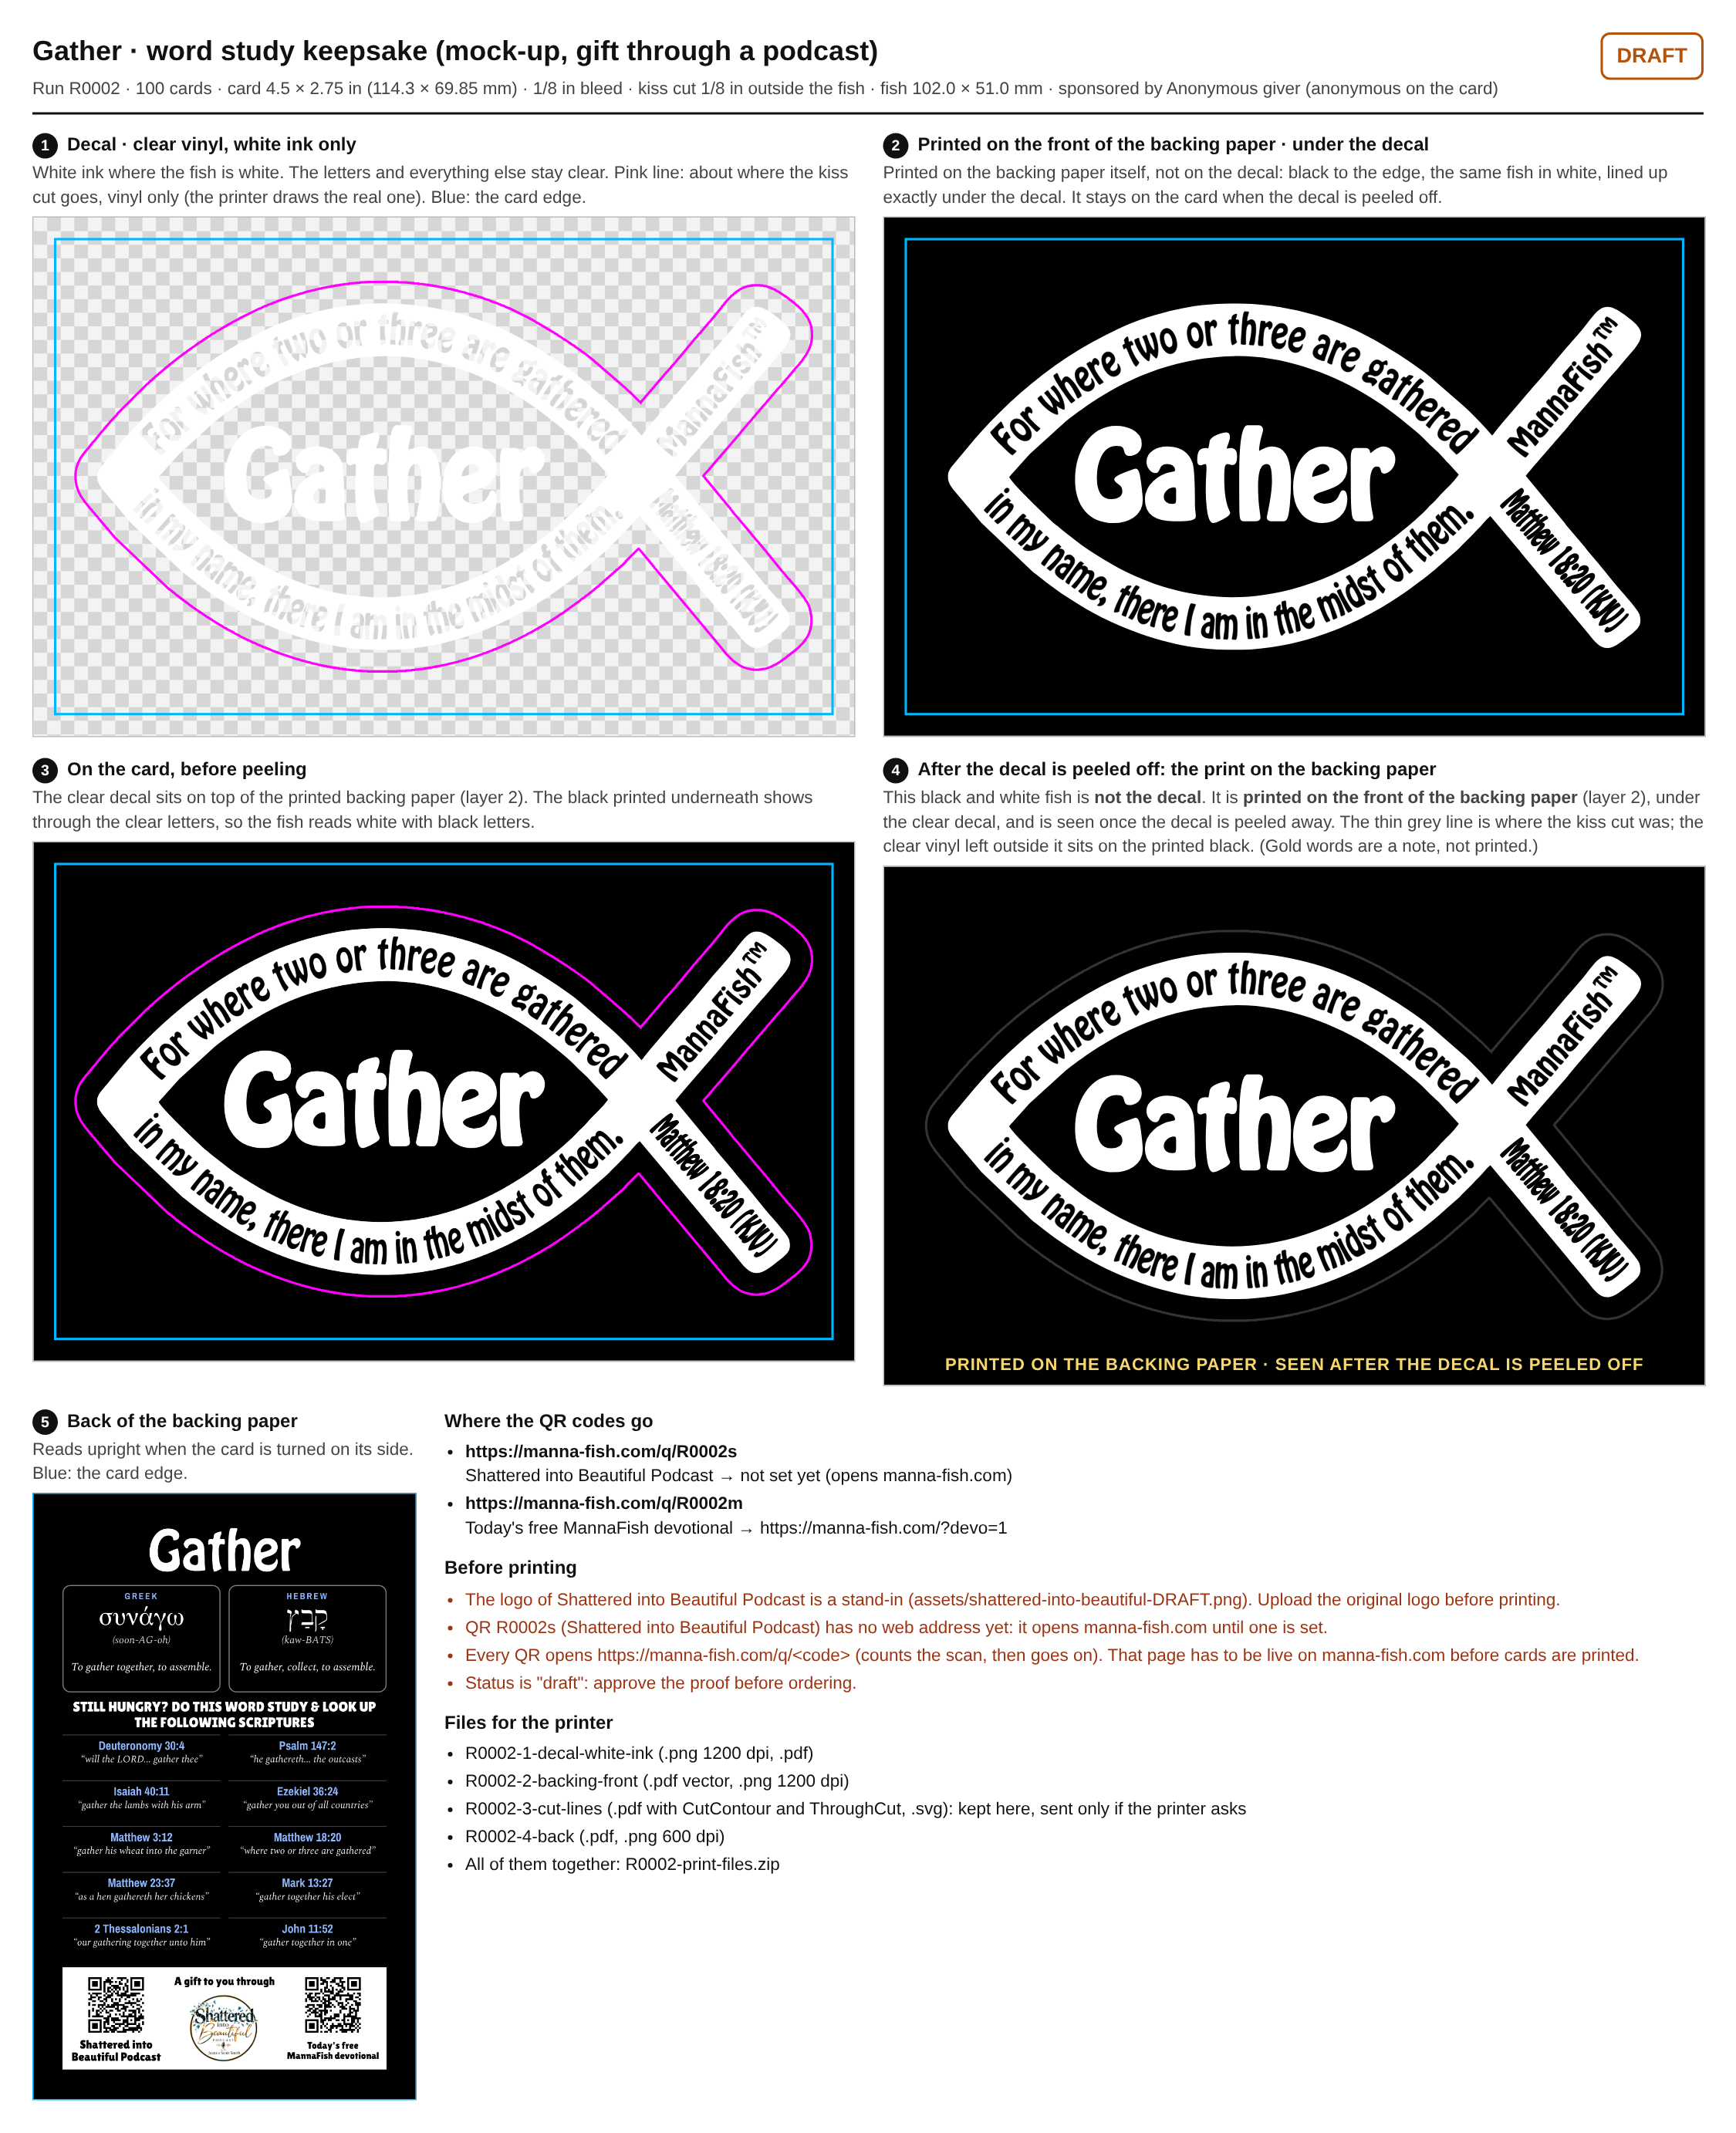 Gather · word study keepsake (mock-up, gift through a podcast)
DRAFT
Run R0002 · 100 cards · card 4.5 × 2.75 in (114.3 × 69.85 mm) · 1/8 in bleed · kiss cut 1/8 in outside the fish · fish 102.0 × 51.0 mm · sponsored by Anonymous giver (anonymous on the card)
1 Decal · clear vinyl, white ink only
White ink where the fish is white. The letters and everything else stay clear. Pink line: about where the kiss
cut goes, vinyl only (the printer draws the real one). Blue: the card edge.
For where two or three are gathered
MannaFish™
Gather
in my name, there I am in the midst of them.
Matthew 18:20 (KJV)
2 Printed on the front of the backing paper · under the decal
Printed on the backing paper itself, not on the decal: black to the edge, the same fish in white, lined up
exactly under the decal. It stays on the card when the decal is peeled off.
For where two or three are gathered
MannaFish™
Gather
in my name, there I am in the midst of them.
Matthew 18:20 (KJV)
3 On the card, before peeling
The clear decal sits on top of the printed backing paper (layer 2). The black printed underneath shows
through the clear letters, so the fish reads white with black letters.
For where two or three are gathered
MannaFish™
Gather
in my name, there I am in the midst of them.
Matthew 18:20 (KJV)
4 After the decal is peeled off: the print on the backing paper
This black and white fish is not the decal. It is printed on the front of the backing paper (layer 2), under
the clear decal, and is seen once the decal is peeled away. The thin grey line is where the kiss cut was; the
clear vinyl left outside it sits on the printed black. (Gold words are a note, not printed.)
For where two or three are gathered
MannaFish™
Gather
in my name, there I am in the midst of them.
Matthew 18:20 (KJV)
PRINTED ON THE BACKING PAPER · SEEN AFTER THE DECAL IS PEELED OFF
5 Back of the backing paper
Reads upright when the card is turned on its side.
Blue: the card edge.
Gather
GREEK
συνάγω
(soon-AG-oh)
To gather together, to assemble.
HEBREW
קָבַץ
(kaw-BATS)
To gather, collect, to assemble.
STILL HUNGRY? DO THIS WORD STUDY & LOOK UP
THE FOLLOWING SCRIPTURES
Deuteronomy 30:4
“will the LORD... gather thee”
Psalm 147:2
“he gathereth... the outcasts”
Isaiah 40:11
“gather the lambs with his arm”
Ezekiel 36:24
“gather you out of all countries”
Matthew 3:12
“gather his wheat into the garner”
Matthew 18:20
“where two or three are gathered”
Matthew 23:37
“as a hen gathereth her chickens”
Mark 13:27
“gather together his elect”
2 Thessalonians 2:1
“our gathering together unto him”
John 11:52
“gather together in one”
Shattered into
Beautiful Podcast
A gift to you through
Shattered
INTO
Beautiful
PODCAST
Today's free
MannaFish devotional
Where the QR codes go
• https://manna-fish.com/q/R0002s
Shattered into Beautiful Podcast → not set yet (opens manna-fish.com)
• https://manna-fish.com/q/R0002m
Today's free MannaFish devotional → https://manna-fish.com/?devo=1
Before printing
• The logo of Shattered into Beautiful Podcast is a stand-in (assets/shattered-into-beautiful-DRAFT.png). Upload the original logo before printing.
• QR R0002s (Shattered into Beautiful Podcast) has no web address yet: it opens manna-fish.com until one is set.
• Every QR opens https://manna-fish.com/q/<code> (counts the scan, then goes on). That page has to be live on manna-fish.com before cards are printed.
• Status is "draft": approve the proof before ordering.
Files for the printer
• R0002-1-decal-white-ink (.png 1200 dpi, .pdf)
• R0002-2-backing-front (.pdf vector, .png 1200 dpi)
• R0002-3-cut-lines (.pdf with CutContour and ThroughCut, .svg): kept here, sent only if the printer asks
• R0002-4-back (.pdf, .png 600 dpi)
• All of them together: R0002-print-files.zip